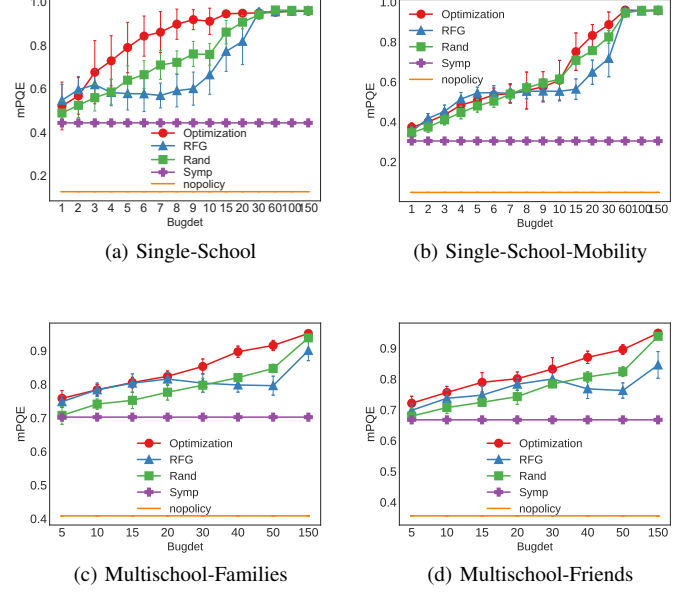 1.0
0.8
0.6
0.4
0.2
mPQE
Optimization
RFG
Rand
Symp
nopolicy
1 2 3 4 5 6 7 8 9 10 15 20 30 60 100 150
Bugdet
(a) Single-School
1.0
0.8
0.6
0.4
0.2
mPQE
Optimization
RFG
Rand
Symp
nopolicy
1 2 3 4 5 6 7 8 9 10 15 20 30 60 100 150
Bugdet
(b) Single-School-Mobility
0.9
0.8
0.7
0.6
0.5
0.4
mPQE
Optimization
RFG
Rand
Symp
nopolicy
5 10 15 20 30 40 50 150
Bugdet
(c) Multischool-Families
0.9
0.8
0.7
0.6
0.5
0.4
mPQE
Optimization
RFG
Rand
Symp
nopolicy
5 10 15 20 30 40 50 150
Bugdet
(d) Multischool-Friends